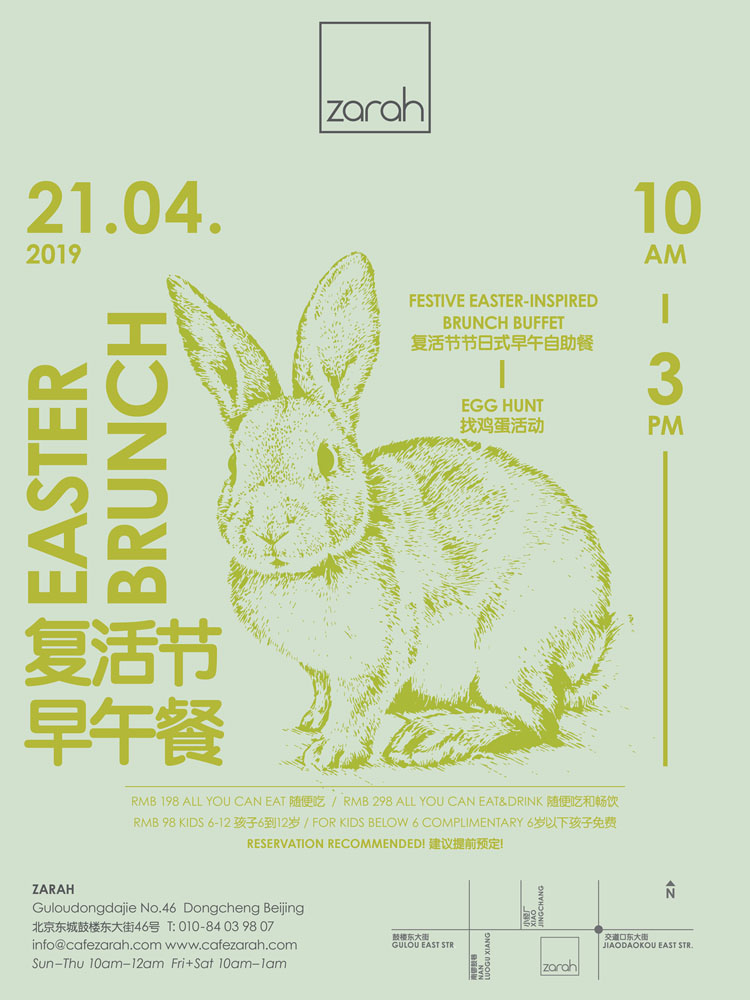 zarah
21.04.
2019
10
AM
3
PM
EASTER
BRUNCH
复活节
早午餐
FESTIVE EASTER-INSPIRED
BRUNCH BUFFET
复活节节日式早午自助餐
EGG HUNT
找鸡蛋活动
RMB 198 ALL YOU CAN EAT 随便吃 / RMB 298 ALL YOU CAN EAT&DRINK 随便吃和畅饮
RMB 98 KIDS 6-12 孩子6到12岁 / FOR KIDS BELOW 6 COMPLIMENTARY 6岁以下孩子免费
RESERVATION RECOMMENDED! 建议提前预定!
ZARAH
Guloudongdajie No.46 Dongcheng Beijing
北京东城鼓楼东大街46号 T: 010-84 03 98 07
info@cafezarah.com www.cafezarah.com
Sun–Thu 10am–12am Fri+Sat 10am–1am
N
小经厂
XIAO
JINGCHANG
鼓楼东大街
GULOU EAST STR
交道口东大街
JIAODAOKOU EAST STR.
南锣鼓巷
NAN
LUOGU XIANG
zarah